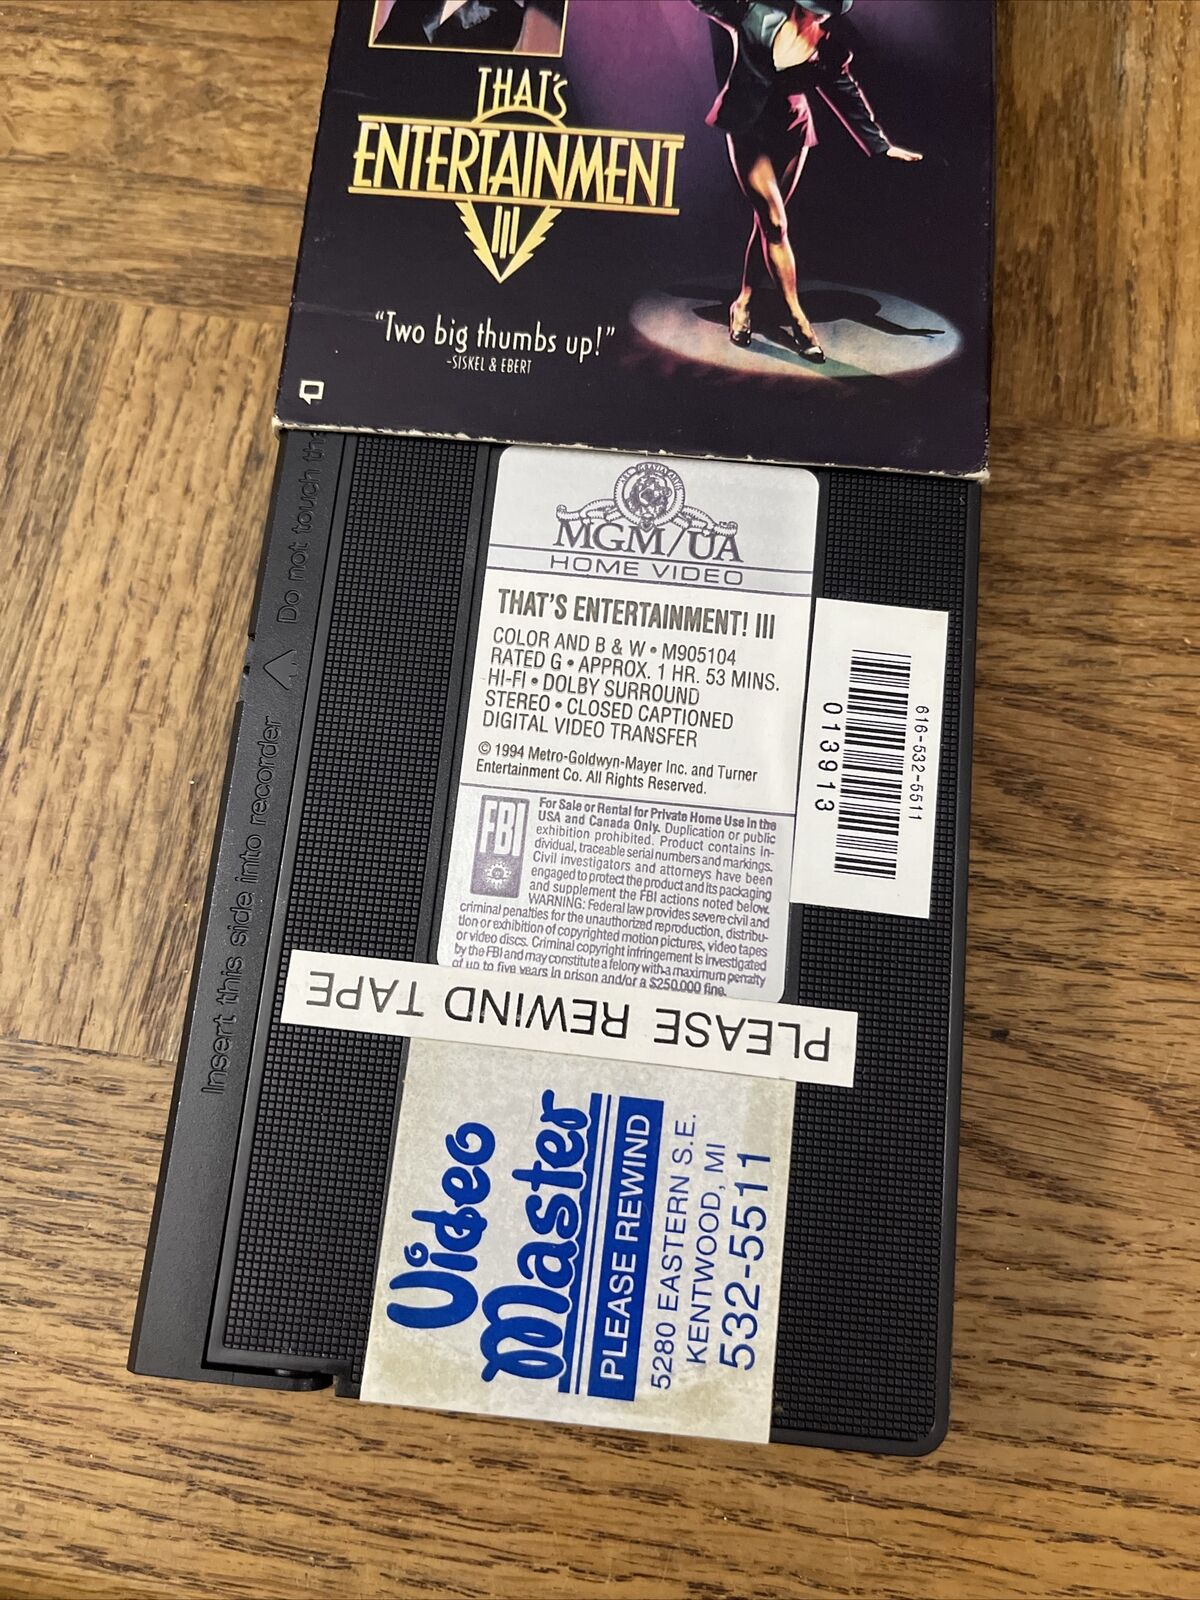 THAT'S
ENTERTAINMENT
III
"Two big thumbs up!"
-SISKEL & EBERT
Do not touch the
Insert this side into recorder
ARS GRATIA ARTIS
MGM/UA
HOME VIDEO
THAT'S ENTERTAINMENT! III
COLOR AND B & W • M905104
RATED G • APPROX. 1 HR. 53 MINS.
HI-FI • DOLBY SURROUND
STEREO • CLOSED CAPTIONED
DIGITAL VIDEO TRANSFER
© 1994 Metro-Goldwyn-Mayer Inc. and Turner
Entertainment Co. All Rights Reserved.
FBI
For Sale or Rental for Private Home Use in the
USA and Canada Only. Duplication or public
exhibition prohibited. Product contains in-
dividual, traceable serial numbers and markings.
Civil investigators and attorneys have been
engaged to protect the product and its packaging
and supplement the FBI actions noted below.
WARNING: Federal law provides severe civil and
criminal penalties for the unauthorized reproduction, distribu-
tion or exhibition of copyrighted motion pictures, video tapes
or video discs. Criminal copyright infringement is investigated
by the FBI and may constitute a felony with a maximum penalty
of up to five years in prison and/or a $250,000 fine.
616-532-5511
013913
PLEASE REWIND TAPE
Video
Master
PLEASE REWIND
5280 EASTERN S.E.
KENTWOOD, MI
532-5511